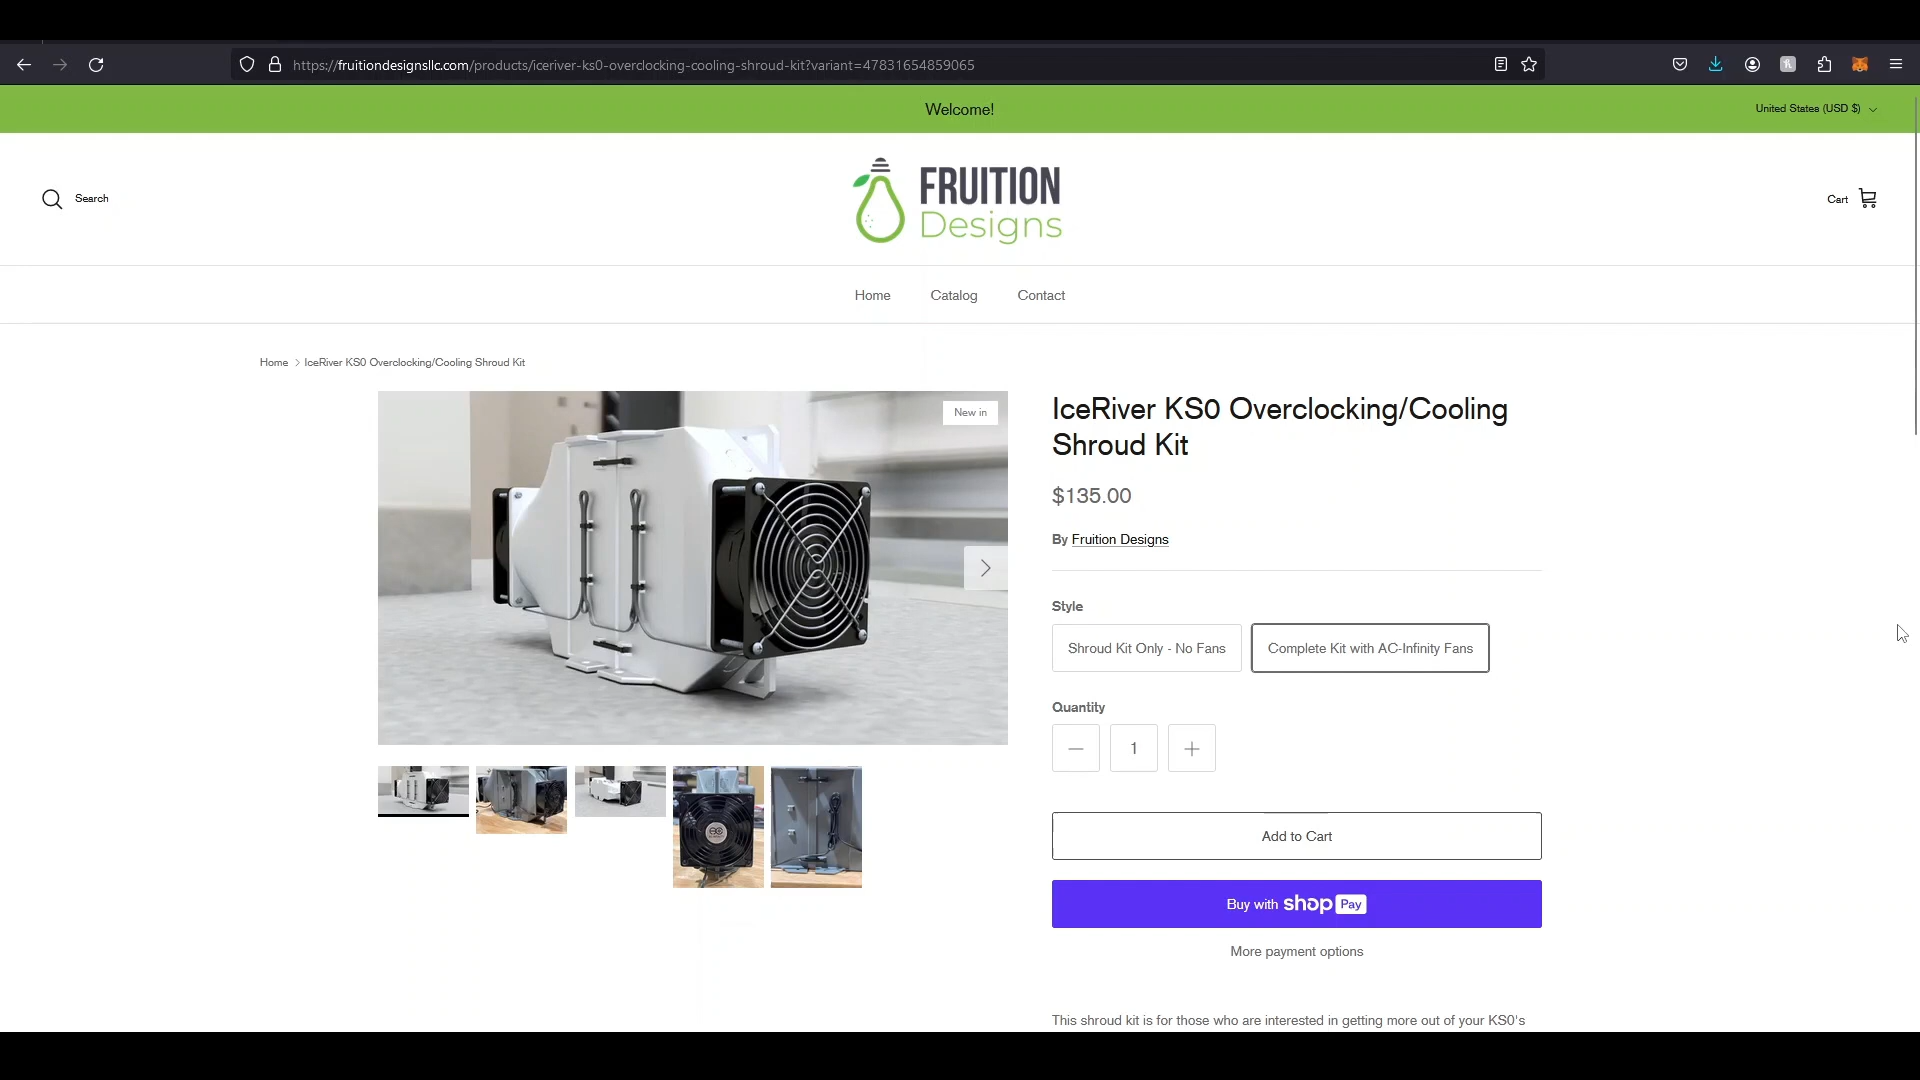 https://fruitiondesignsllc.com/products/iceriver-ks0-overclocking-cooling-shroud-kit?variant=47831654859065
Welcome!
United States (USD $)
Search
FRUITION
Designs
Cart
Home
Catalog
Contact
Home
IceRiver KS0 Overclocking/Cooling Shroud Kit
New in
IceRiver KS0 Overclocking/Cooling
Shroud Kit
$135.00
By Fruition Designs
Style
Shroud Kit Only - No Fans
Complete Kit with AC-Infinity Fans
Quantity
1
Add to Cart
Buy with shop Pay
More payment options
This shroud kit is for those who are interested in getting more out of your KS0's